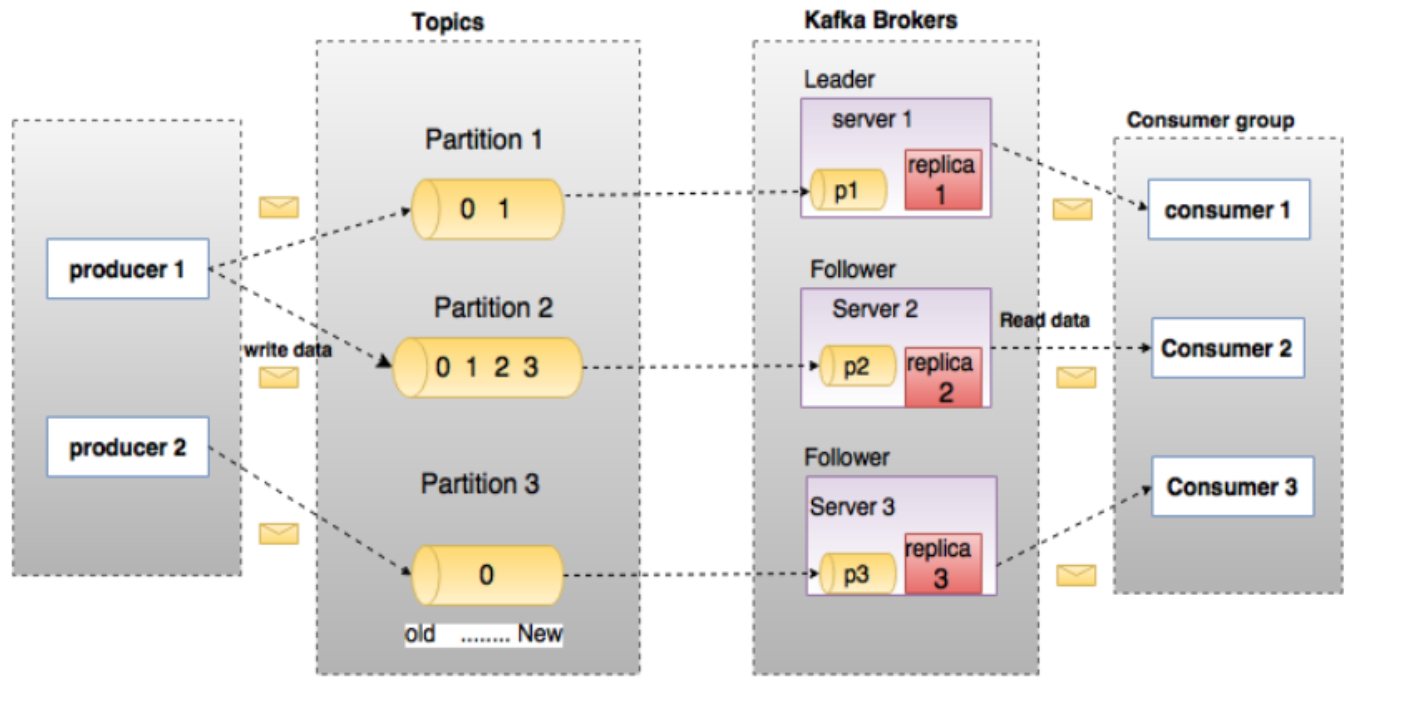 Topics
Kafka Brokers
Leader
server 1
p1
replica
1
Consumer group
Partition 1
0 1
producer 1
consumer 1
Follower
Server 2
p2
replica
2
Partition 2
0 1 2 3
write data
Read data
Consumer 2
producer 2
Follower
Server 3
p3
replica
3
Partition 3
0
Consumer 3
old ........ New